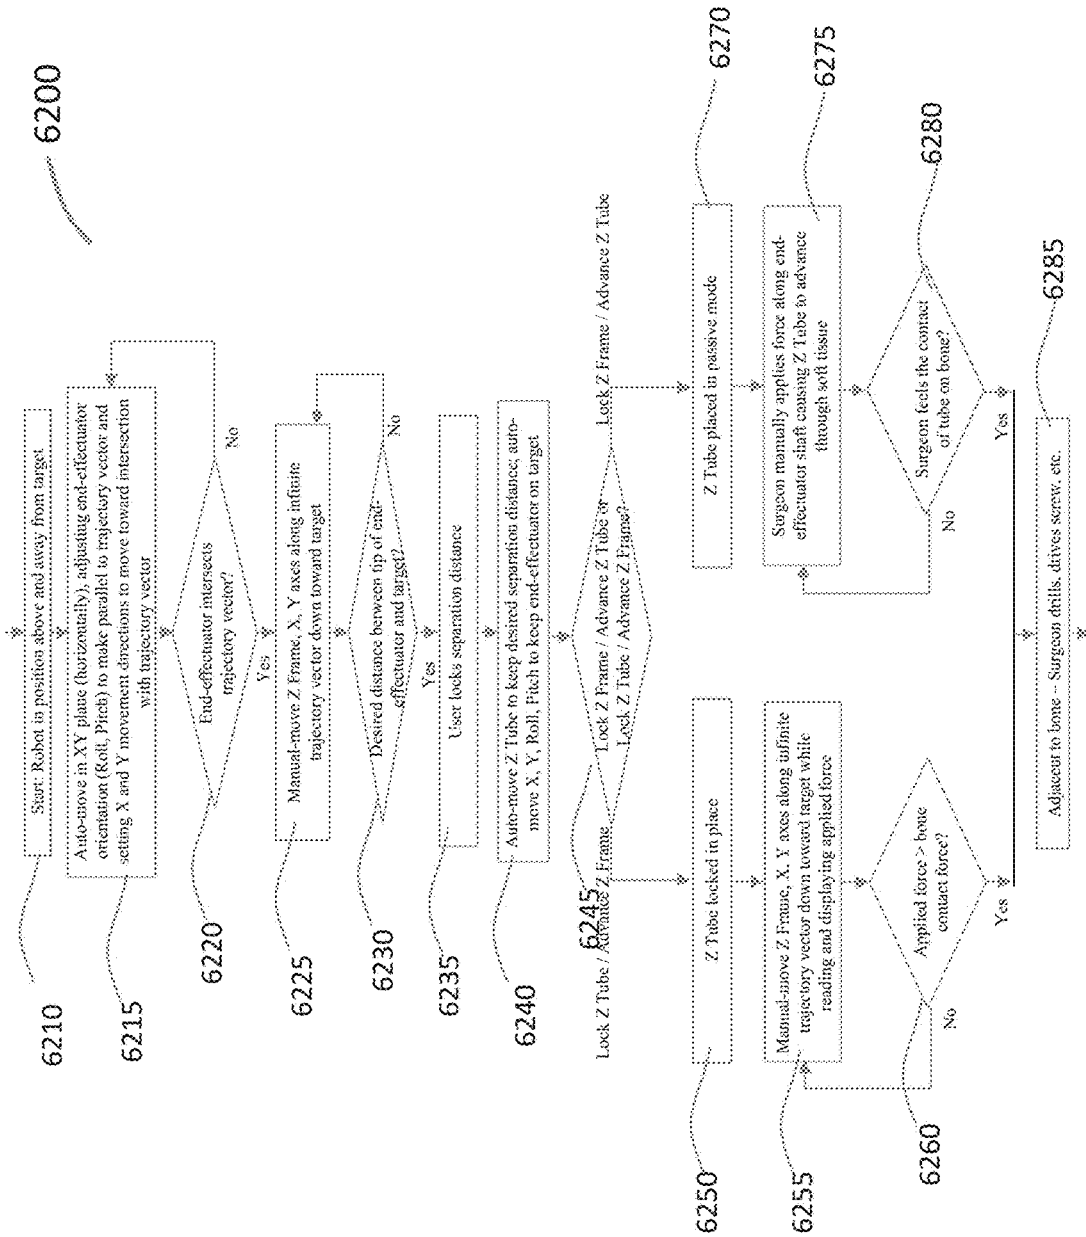 6200
6210
Start: Robot in position above and away from target
6215
Auto-move in XY plane (horizontally), adjusting end-effectuator
orientation (Roll, Pitch) to make parallel to trajectory vector and
setting X and Y movement directions to move toward intersection
with trajectory vector
6220
End-effectuator intersects
trajectory vector?
No
Yes
6225
Manual-move Z Frame, X, Y axes along infinite
trajectory vector down toward target
6230
Desired distance between tip of end-
effectuator and target?
No
Yes
6235
User locks separation distance
6240
Auto-move Z Tube to keep desired separation distance; auto-
move X, Y, Roll, Pitch to keep end-effectuator on target
6245
Lock Z Frame / Advance Z Tube or
Lock Z Tube / Advance Z Frame?
Lock Z Tube / Advance Z Frame
Lock Z Frame / Advance Z Tube
6250
Z Tube locked in place
6255
Manual-move Z Frame, X, Y axes along infinite
trajectory vector down toward target while
reading and displaying applied force
6260
Applied force > bone
contact force?
No
Yes
6270
Z Tube placed in passive mode
6275
Surgeon manually applies force along end-
effectuator shaft causing Z Tube to advance
through soft tissue
6280
Surgeon feels the contact
of tube on bone?
No
Yes
6285
Adjacent to bone – Surgeon drills, drives screw, etc.